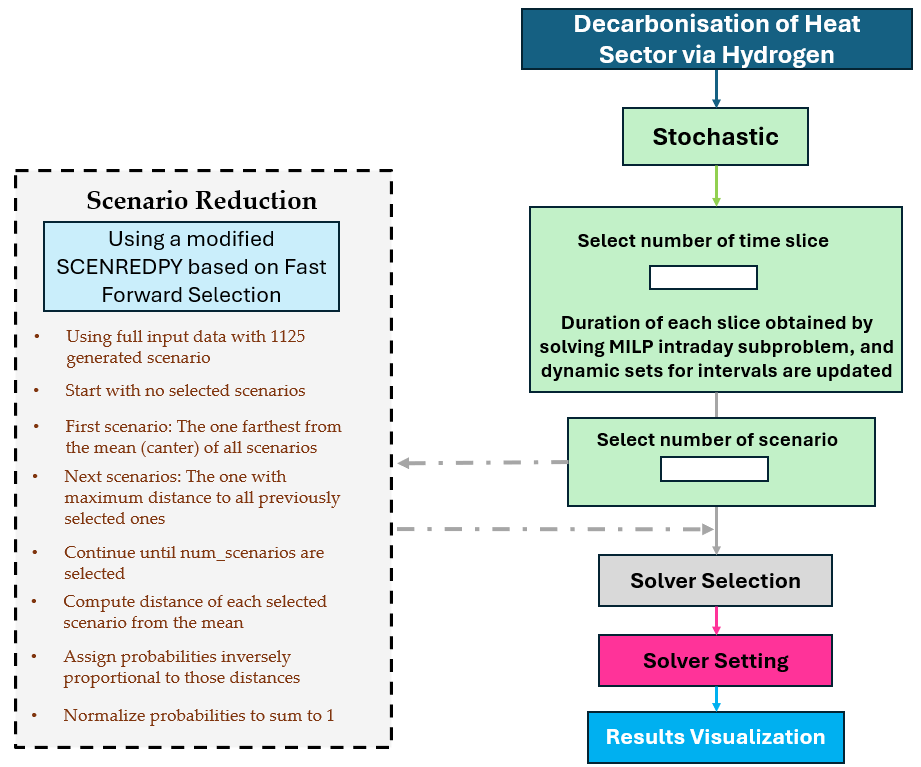 Decarbonisation of Heat
Sector via Hydrogen
Stochastic
Select number of time slice
Duration of each slice obtained by
solving MILP intraday subproblem, and
dynamic sets for intervals are updated
Select number of scenario
Scenario Reduction
Using a modified
SCENREDPY based on Fast
Forward Selection
• Using full input data with 1125
generated scenario
• Start with no selected scenarios
• First scenario: The one farthest from
the mean (canter) of all scenarios
• Next scenarios: The one with
maximum distance to all previously
selected ones
• Continue until num_scenarios are
selected
• Compute distance of each selected
scenario from the mean
• Assign probabilities inversely
proportional to those distances
• Normalize probabilities to sum to 1
Solver Selection
Solver Setting
Results Visualization